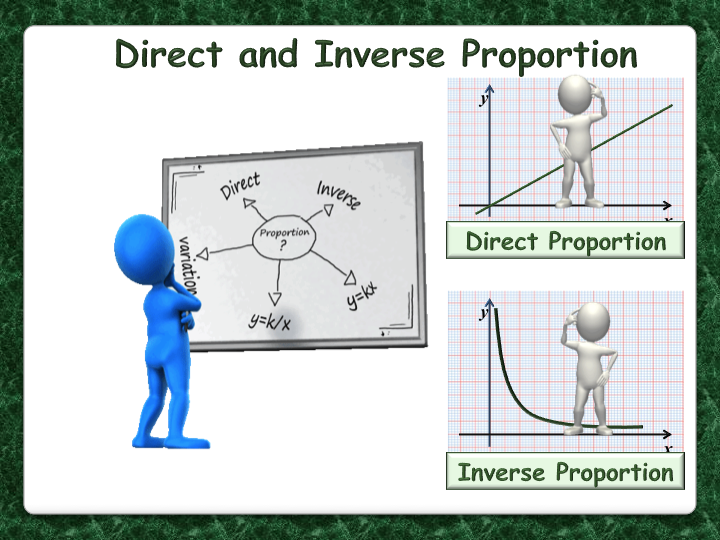 Direct and Inverse Proportion
Direct
Inverse
Proportion
?
variation
y=kx
y=k/x
y
x
Direct Proportion
y
x
Inverse Proportion